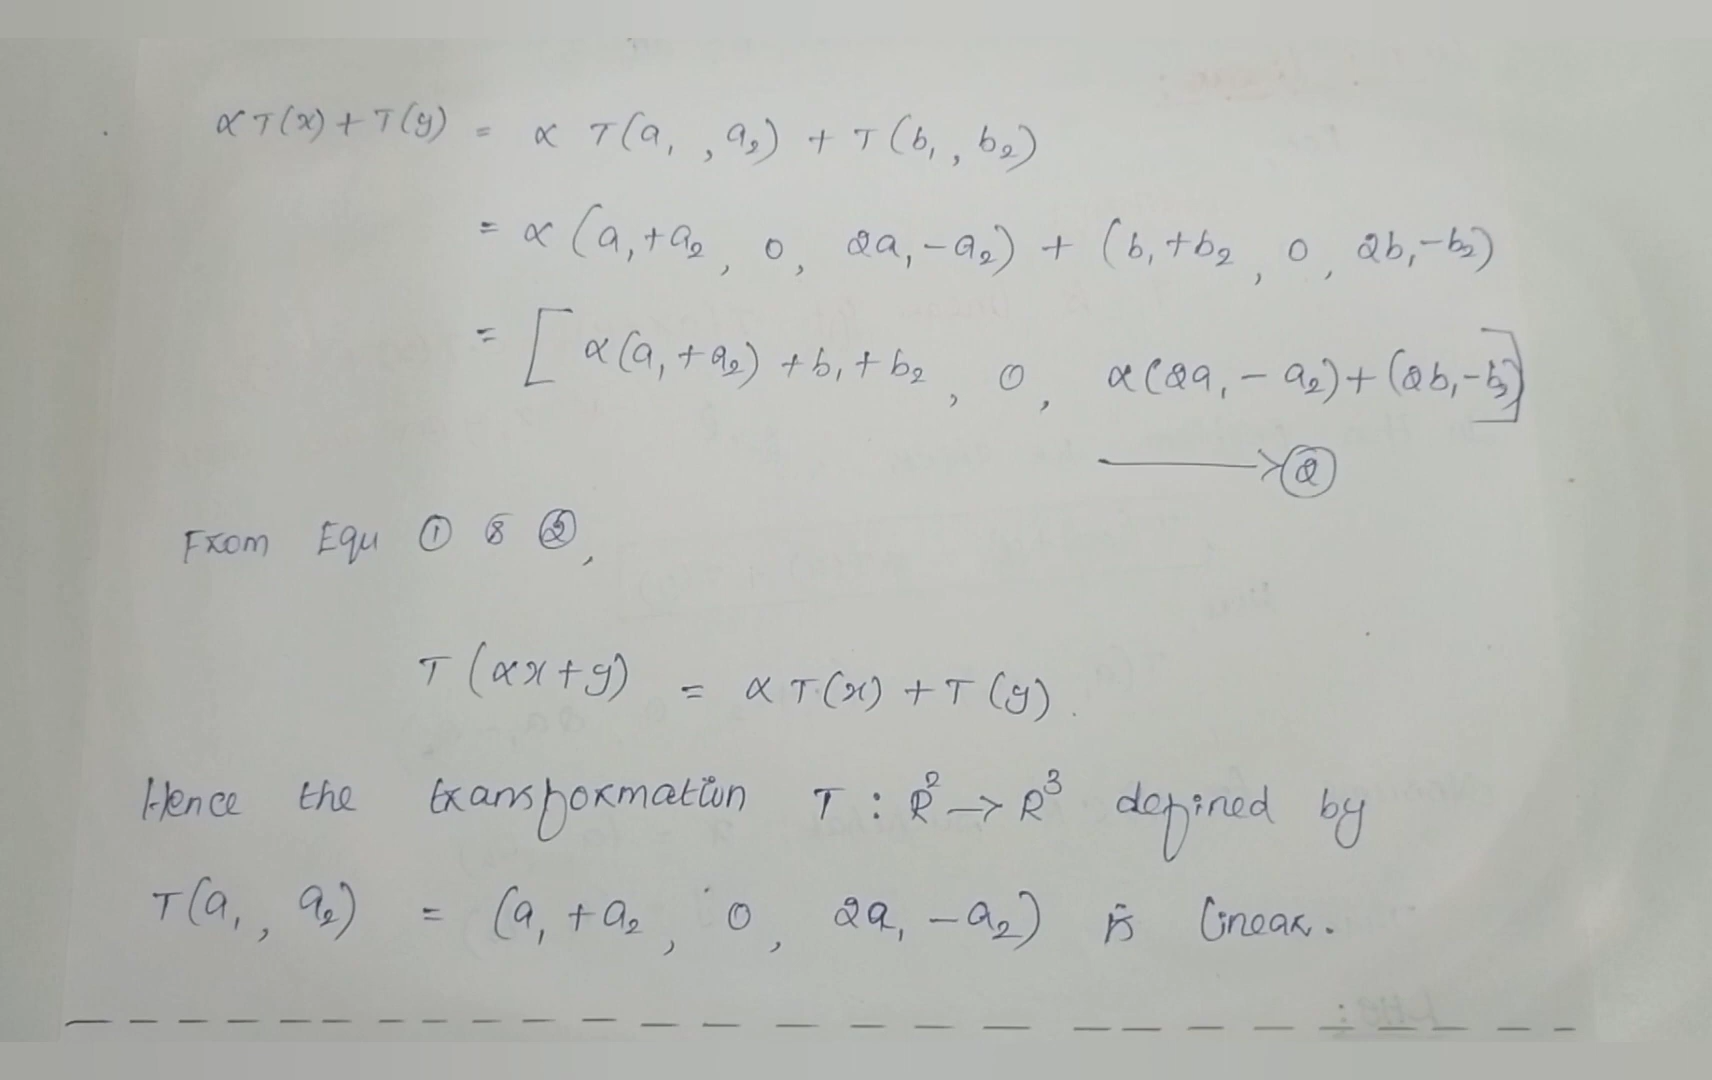 ∝ T(x) + T(y) = ∝ T(a₁, a₂) + T(b₁, b₂)
= ∝ (a₁+a₂, 0, 2a₁-a₂) + (b₁+b₂, 0, 2b₁-b₂)
= [∝(a₁+a₂) + b₁ + b₂, 0, ∝(2a₁ - a₂) + (2b₁-b₂)]
⟶ ②
From Equ ① & ②,
T(∝x+y) = ∝ T(x) + T(y).
Hence the transformation T : R² → R³ defined by
T(a₁, a₂) = (a₁ + a₂, 0, 2a₁ - a₂) is linear.